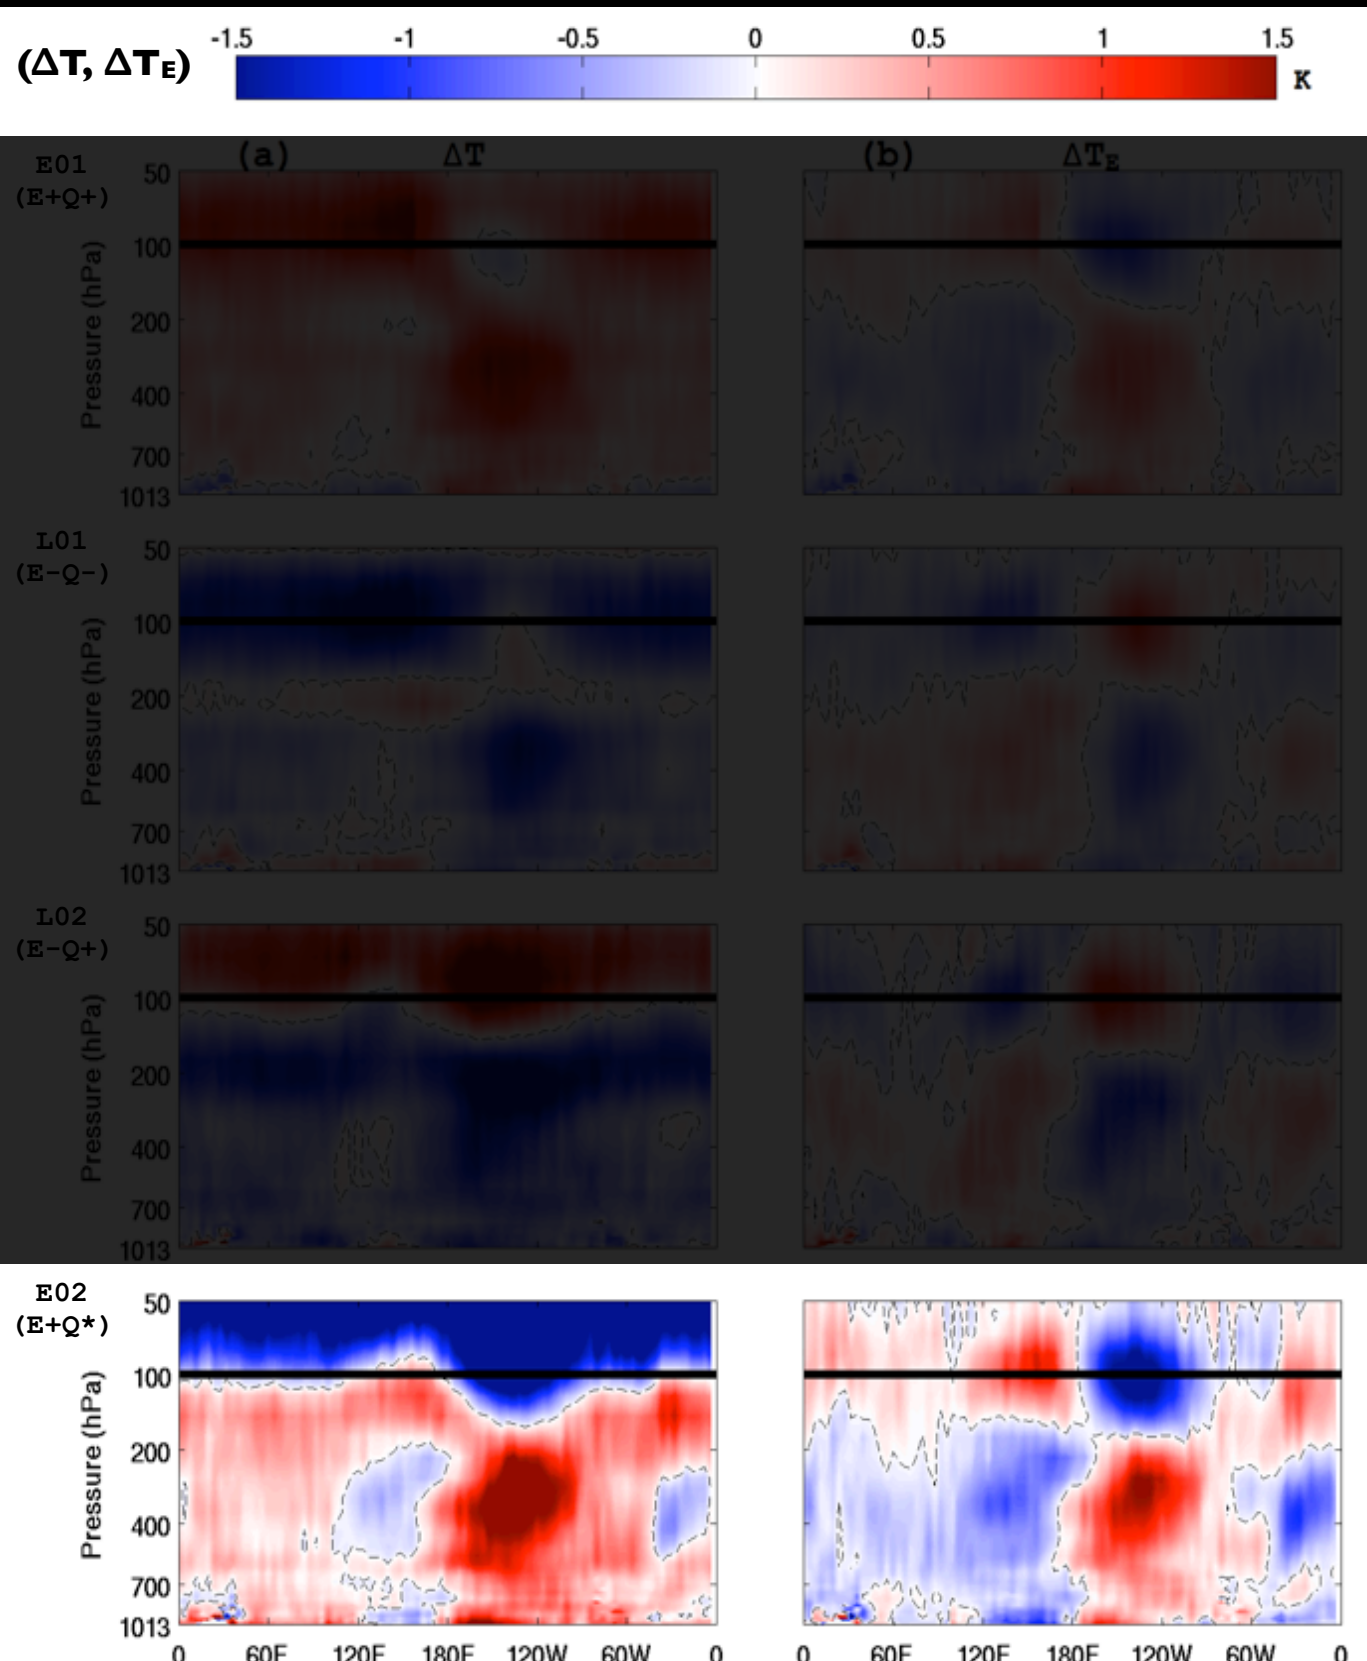 -1.5 -1 -0.5 0 0.5 1 1.5
(ΔT, ΔT_E) K
(a) ΔT (b) ΔT_E
E01
(E+Q+)
50
100
200
400
700
1013
Pressure (hPa)
L01
(E-Q-)
50
100
200
400
700
1013
Pressure (hPa)
L02
(E-Q+)
50
100
200
400
700
1013
Pressure (hPa)
E02
(E+Q*)
50
100
200
400
700
1013
Pressure (hPa)
0 60E 120E 180E 120W 60W 0 0 60E 120E 180E 120W 60W 0